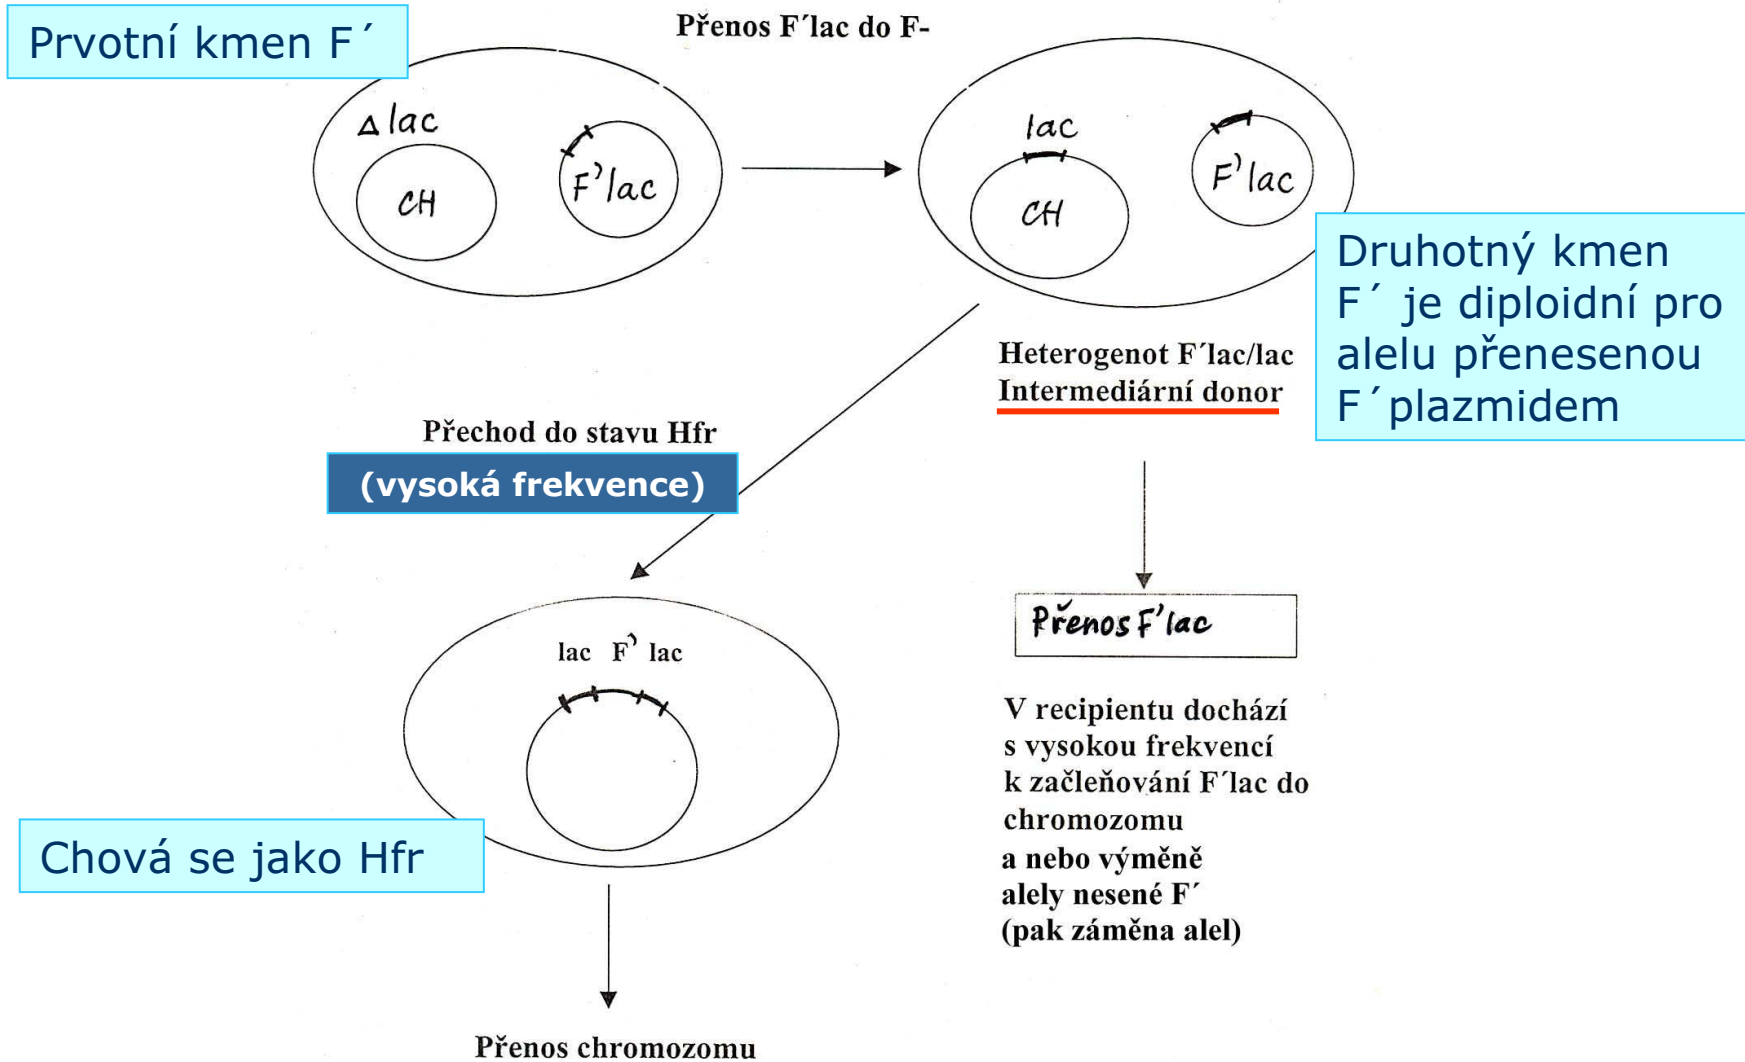 Přenos F´lac do F-
Prvotní kmen F´
Δ lac
CH
F'lac
lac
CH
F'lac
Druhotný kmen
F´ je diploidní pro
alelu přenesenou
F´plazmidem
Heterogenot F´lac/lac
Intermediární donor
Přechod do stavu Hfr
(vysoká frekvence)
lac F' lac
Chová se jako Hfr
Přenos chromozomu
Přenos F'lac
V recipientu dochází
s vysokou frekvencí
k začleňování F´lac do
chromozomu
a nebo výměně
alely nesené F´
(pak záměna alel)